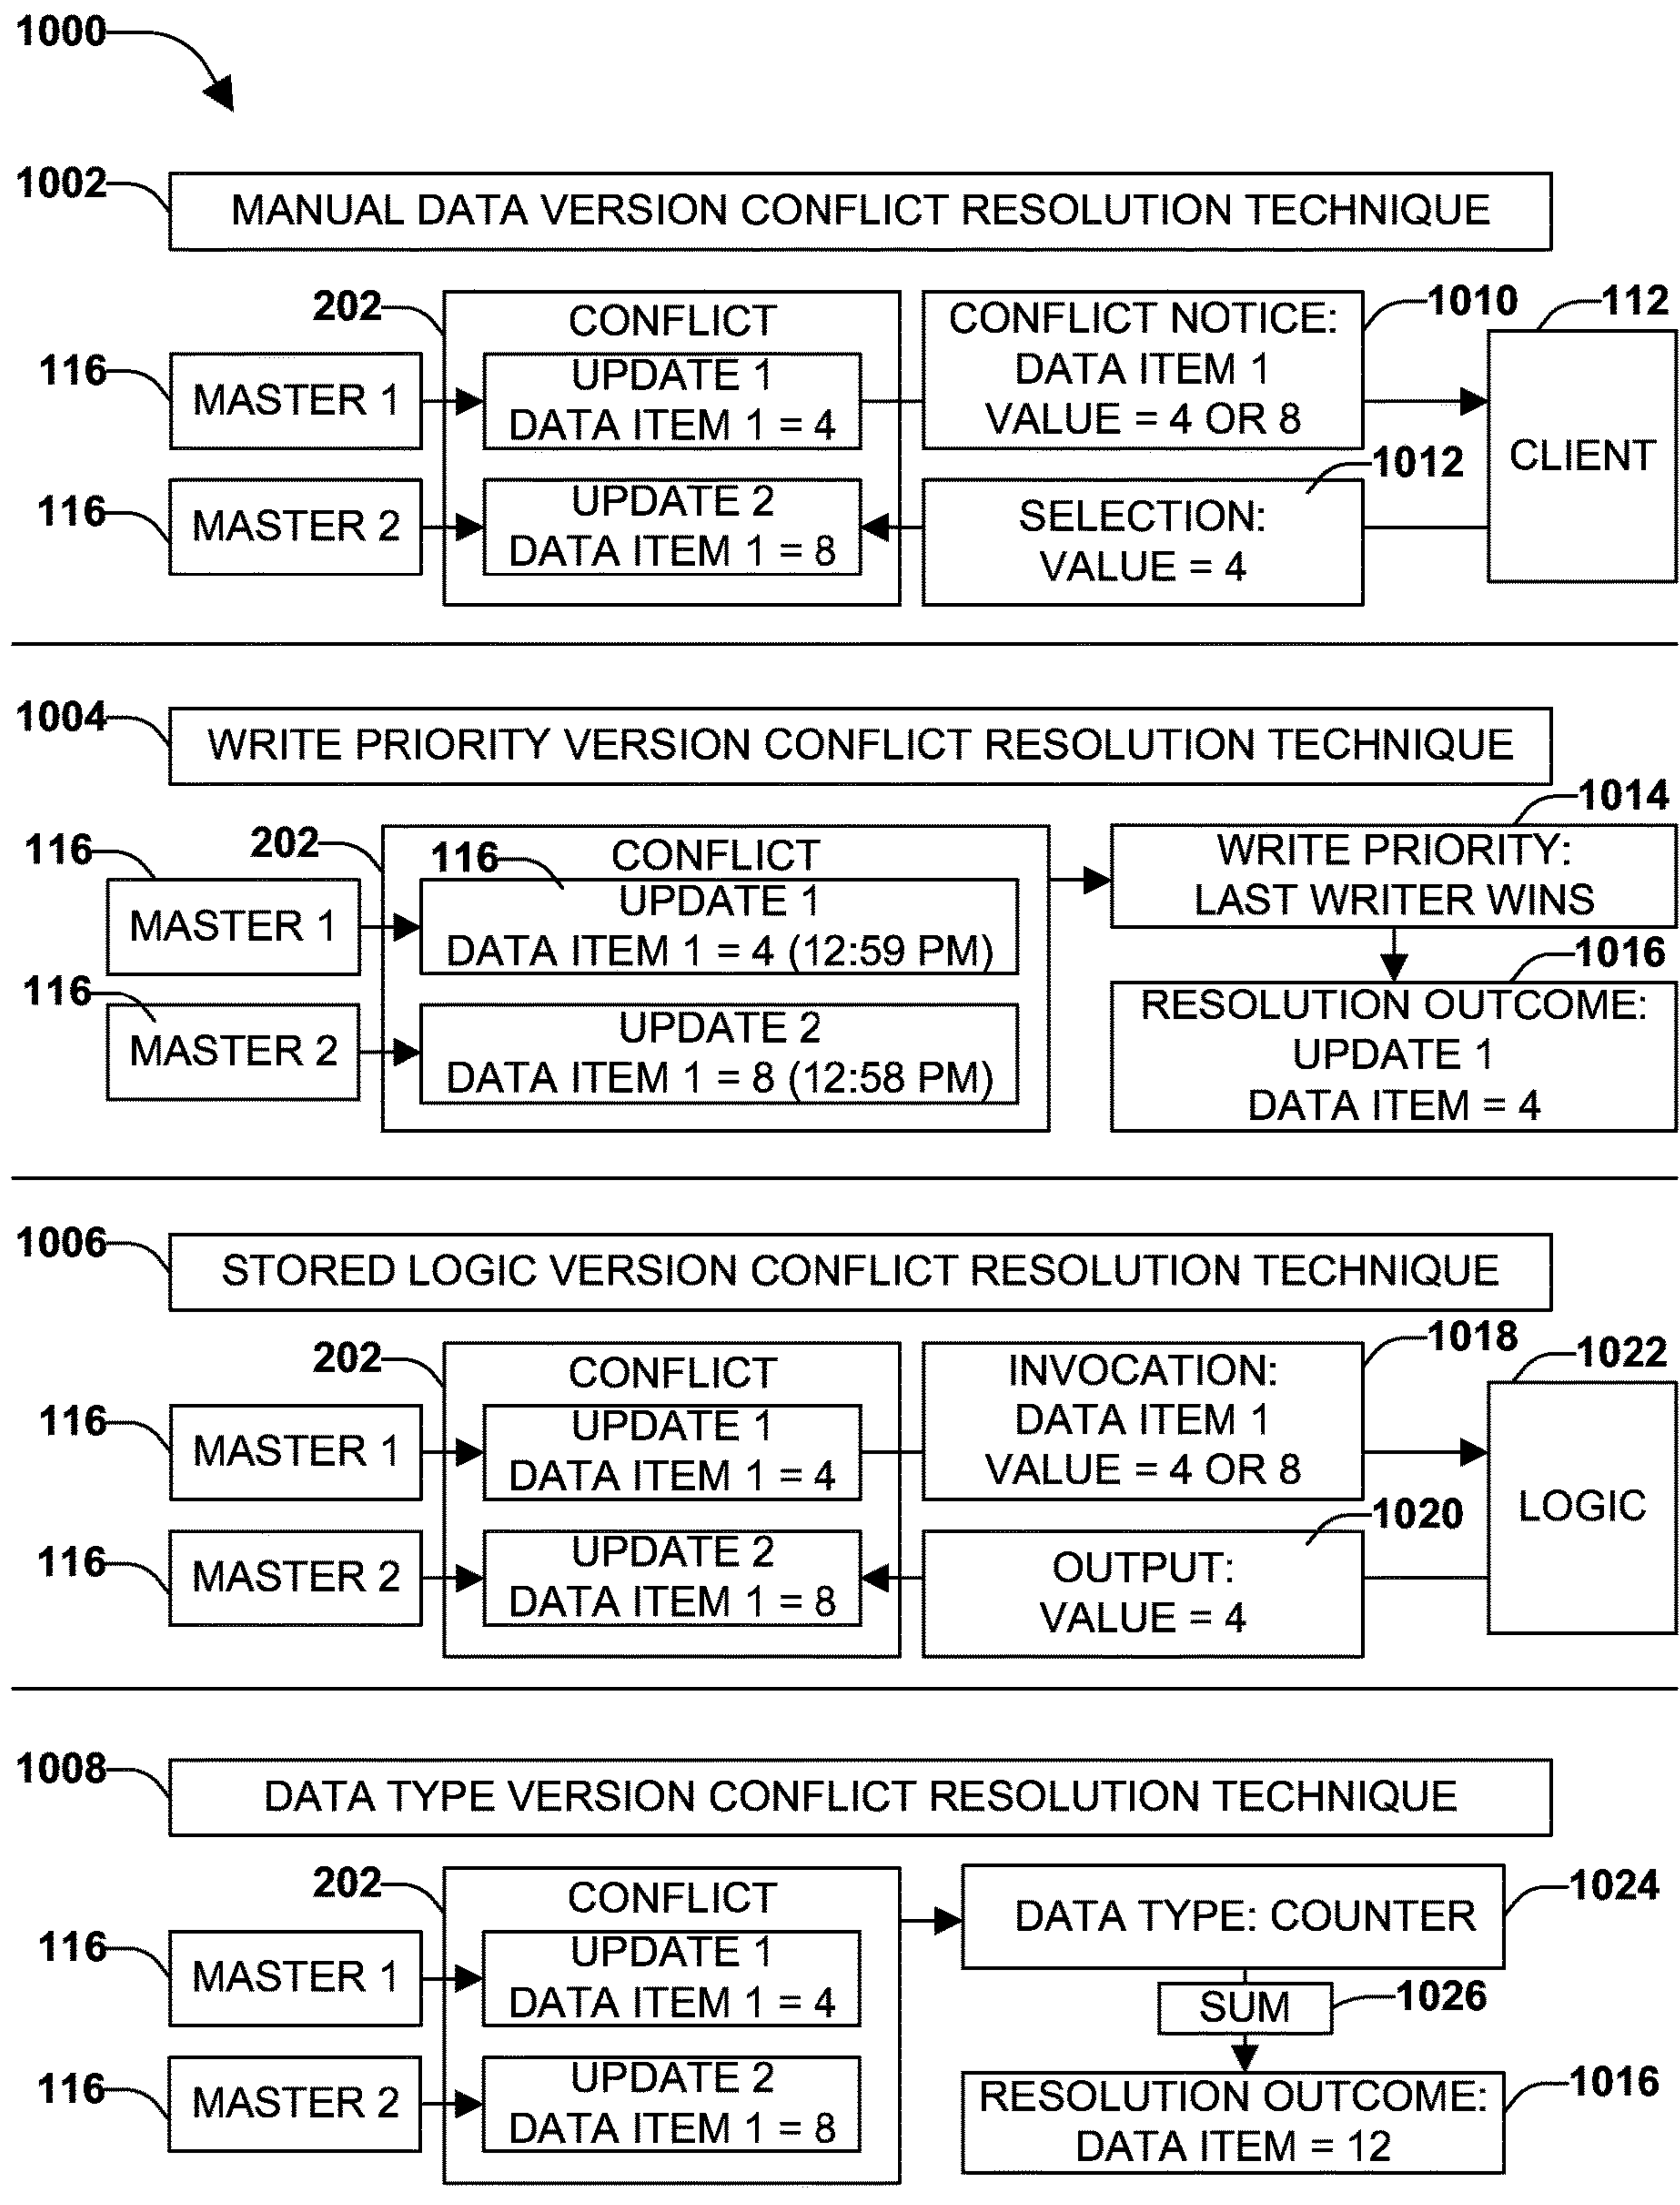 1000
1002
MANUAL DATA VERSION CONFLICT RESOLUTION TECHNIQUE
202
CONFLICT
116
MASTER 1
UPDATE 1
DATA ITEM 1 = 4
116
MASTER 2
UPDATE 2
DATA ITEM 1 = 8
CONFLICT NOTICE:
DATA ITEM 1
VALUE = 4 OR 8
1010
SELECTION:
VALUE = 4
1012
112
CLIENT
1004
WRITE PRIORITY VERSION CONFLICT RESOLUTION TECHNIQUE
116
MASTER 1
202
CONFLICT
116
UPDATE 1
DATA ITEM 1 = 4 (12:59 PM)
116
MASTER 2
UPDATE 2
DATA ITEM 1 = 8 (12:58 PM)
1014
WRITE PRIORITY:
LAST WRITER WINS
1016
RESOLUTION OUTCOME:
UPDATE 1
DATA ITEM = 4
1006
STORED LOGIC VERSION CONFLICT RESOLUTION TECHNIQUE
202
CONFLICT
116
MASTER 1
UPDATE 1
DATA ITEM 1 = 4
116
MASTER 2
UPDATE 2
DATA ITEM 1 = 8
INVOCATION:
DATA ITEM 1
VALUE = 4 OR 8
1018
OUTPUT:
VALUE = 4
1020
1022
LOGIC
1008
DATA TYPE VERSION CONFLICT RESOLUTION TECHNIQUE
202
CONFLICT
116
MASTER 1
UPDATE 1
DATA ITEM 1 = 4
116
MASTER 2
UPDATE 2
DATA ITEM 1 = 8
DATA TYPE: COUNTER
1024
SUM
1026
RESOLUTION OUTCOME:
DATA ITEM = 12
1016